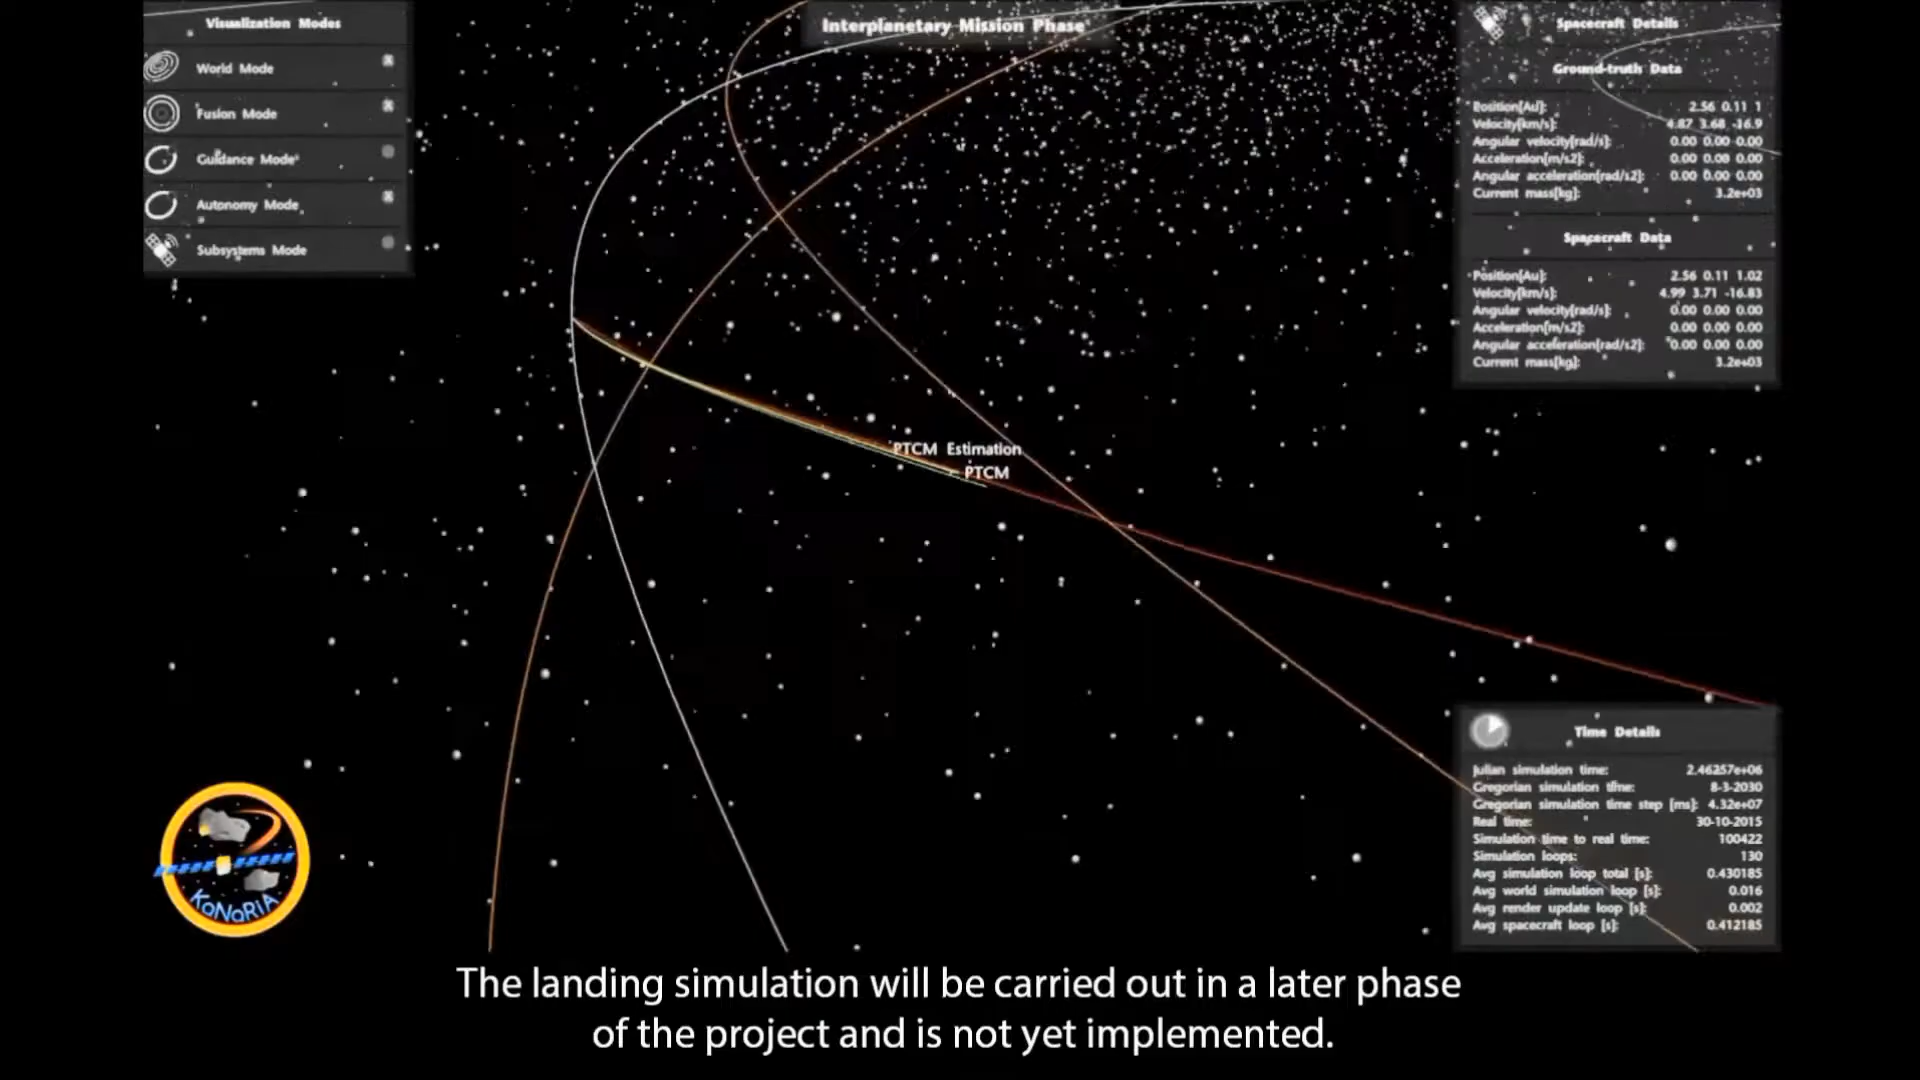 Visualization Modes
World Mode
Fusion Mode
Guidance Mode
Autonomy Mode
Subsystems Mode
Interplanetary Mission Phase
Spacecraft Details
Ground-truth Data
Position[Au]: 2.56 0.11 1
Velocity[km/s]: 4.87 3.68 -16.9
Angular velocity[rad/s]: 0.00 0.00 0.00
Acceleration[m/s2]: 0.00 0.00 0.00
Angular acceleration[rad/s2]: 0.00 0.00 0.00
Current mass[kg]: 3.2e+03
Spacecraft Data
Position[Au]: 2.56 0.11 1.02
Velocity[km/s]: 4.99 3.71 -16.83
Angular velocity[rad/s]: 0.00 0.00 0.00
Acceleration[m/s2]: 0.00 0.00 0.00
Angular acceleration[rad/s2]: 0.00 0.00 0.00
Current mass[kg]: 3.2e+03
PTCM Estimation
PTCM
Time Details
Julian simulation time: 2.46257e+06
Gregorian simulation time: 8-3-2030
Gregorian simulation time step [ms]: 4.32e+07
Real time: 30-10-2015
Simulation time to real time: 100422
Simulation loops: 130
Avg simulation loop total [s]: 0.430185
Avg world simulation loop [s]: 0.016
Avg render update loop [s]: 0.002
Avg spacecraft loop [s]: 0.412185
KaNaRiA
The landing simulation will be carried out in a later phase
of the project and is not yet implemented.